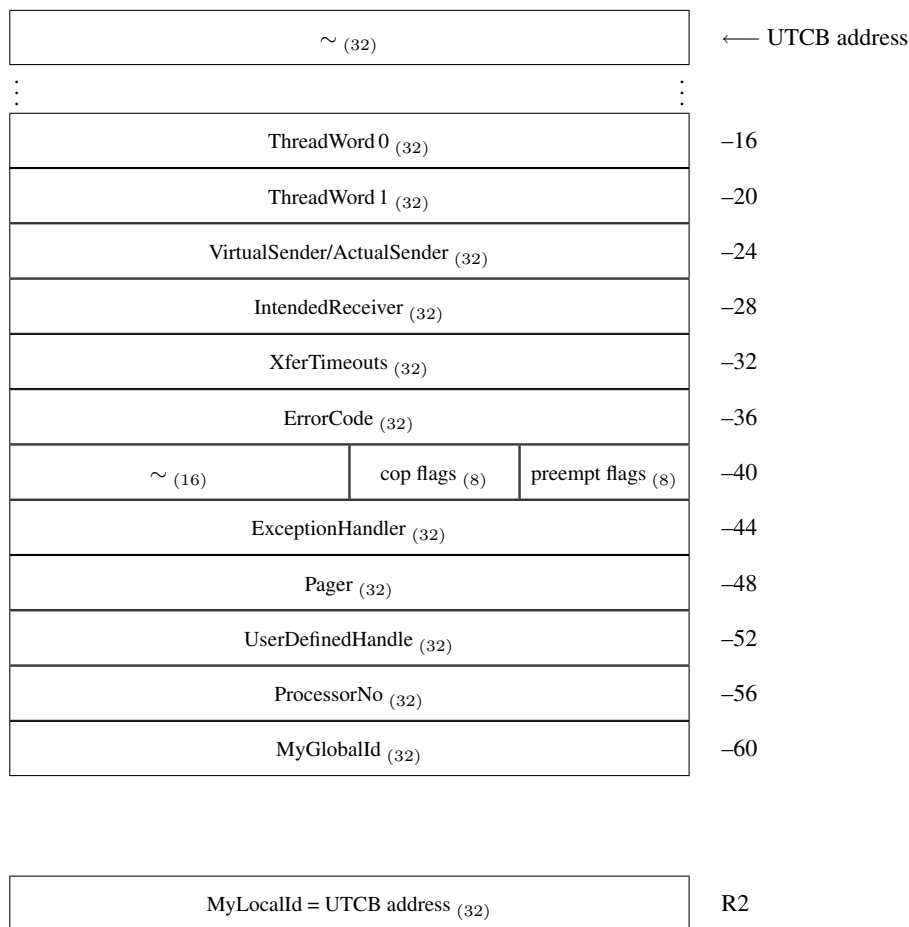 ~ (32) ← UTCB address
⋮ ⋮
ThreadWord 0 (32) –16
ThreadWord 1 (32) –20
VirtualSender/ActualSender (32) –24
IntendedReceiver (32) –28
XferTimeouts (32) –32
ErrorCode (32) –36
~ (16) cop flags (8) preempt flags (8) –40
ExceptionHandler (32) –44
Pager (32) –48
UserDefinedHandle (32) –52
ProcessorNo (32) –56
MyGlobalId (32) –60
MyLocalId = UTCB address (32) R2